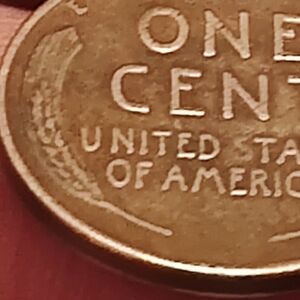 E
ONE
CENT
UNITED STA
OF AMERIC